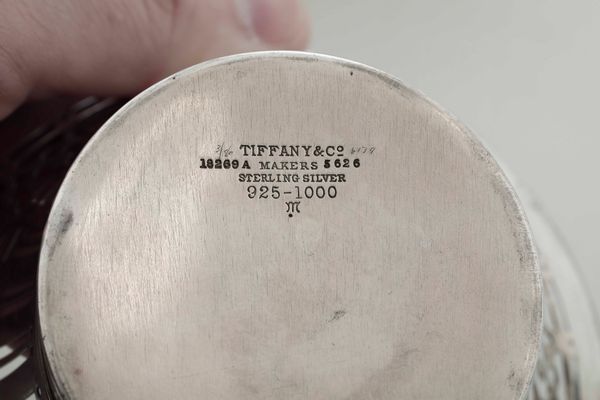 TIFFANY & Cº
18269A MAKERS 5626
STERLING SILVER
925-1000
M